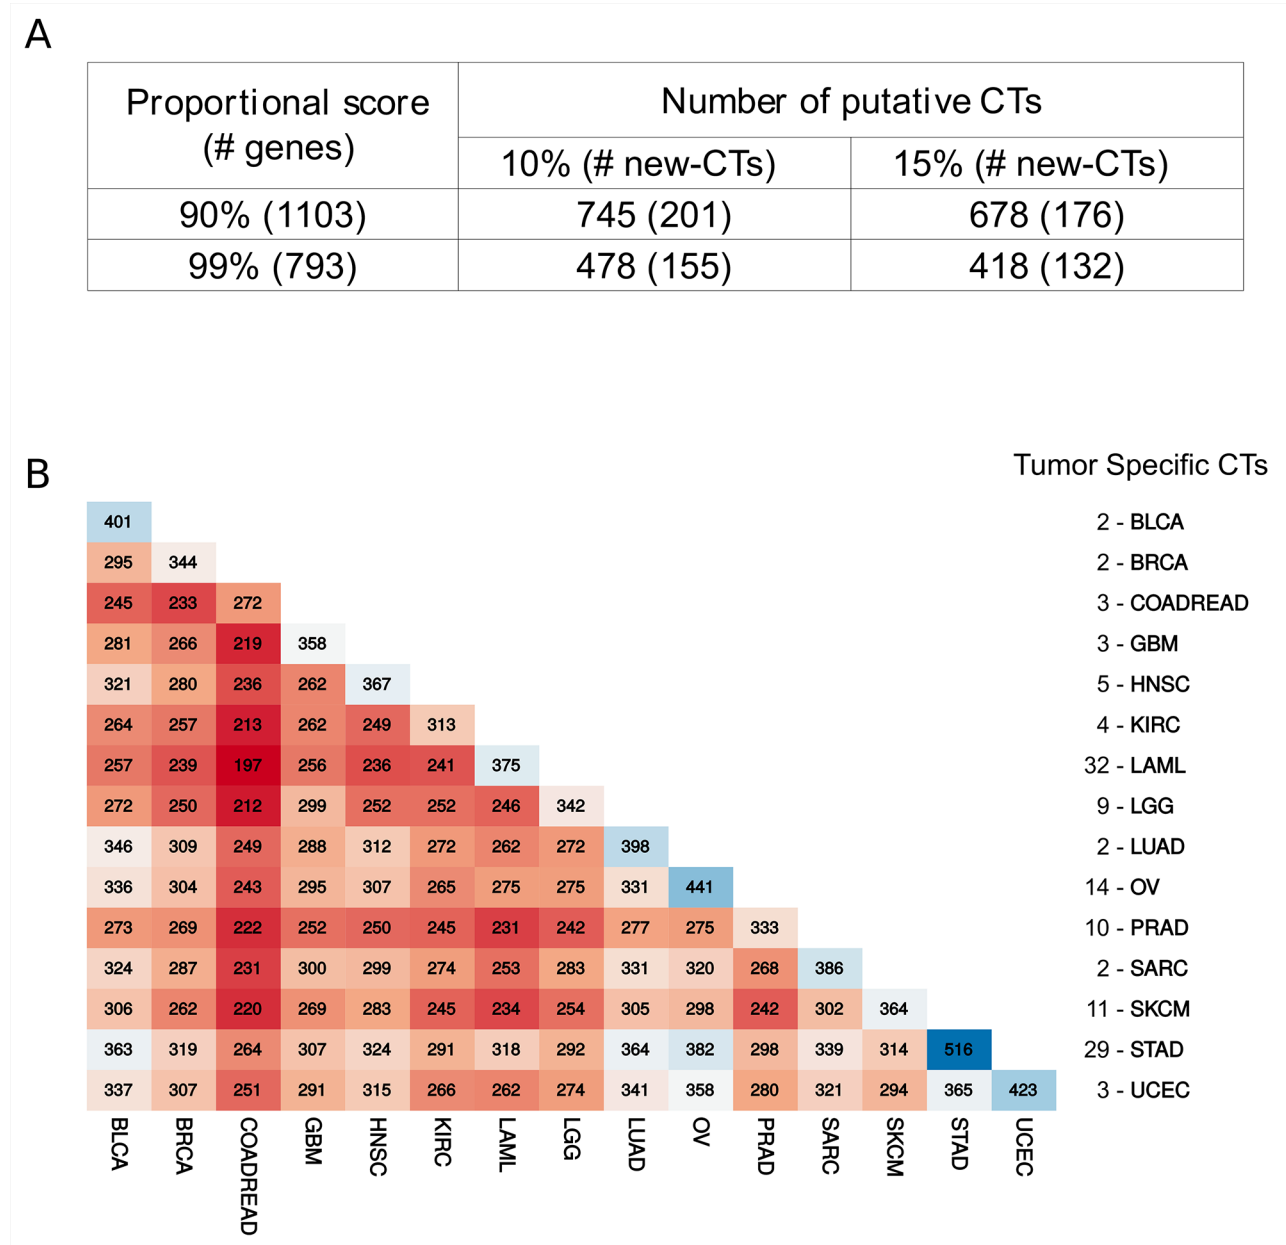 A
Proportional score
(# genes)
Number of putative CTs
10% (# new-CTs)
15% (# new-CTs)
90% (1103)
745 (201)
678 (176)
99% (793)
478 (155)
418 (132)
B
Tumor Specific CTs
401
2 - BLCA
295 344
2 - BRCA
245 233 272
3 - COADREAD
281 266 219 358
3 - GBM
321 280 236 262 367
5 - HNSC
264 257 213 262 249 313
4 - KIRC
257 239 197 256 236 241 375
32 - LAML
272 250 212 299 252 252 246 342
9 - LGG
346 309 249 288 312 272 262 272 398
2 - LUAD
336 304 243 295 307 265 275 275 331 441
14 - OV
273 269 222 252 250 245 231 242 277 275 333
10 - PRAD
324 287 231 300 299 274 253 283 331 320 268 386
2 - SARC
306 262 220 269 283 245 234 254 305 298 242 302 364
11 - SKCM
363 319 264 307 324 291 318 292 364 382 298 339 314 516
29 - STAD
337 307 251 291 315 266 262 274 341 358 280 321 294 365 423
3 - UCEC
BLCA
BRCA
COADREAD
GBM
HNSC
KIRC
LAML
LGG
LUAD
OV
PRAD
SARC
SKCM
STAD
UCEC